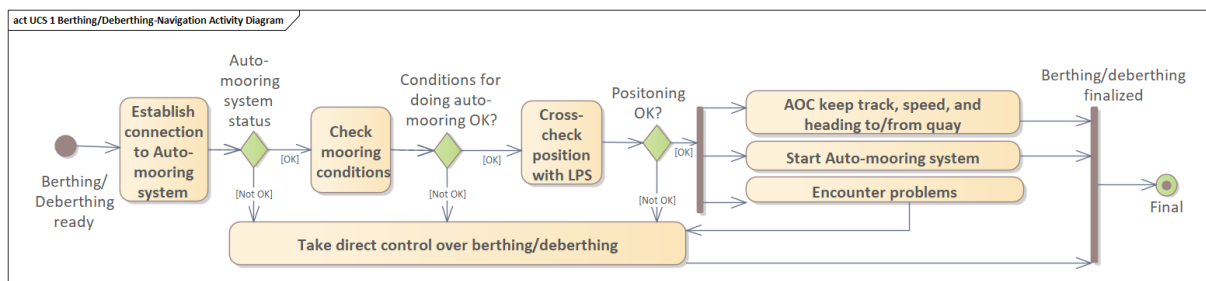 act UCS 1 Berthing/Deberthing-Navigation Activity Diagram
Berthing/
Deberthing
ready
Establish
connection
to Auto-
mooring
system
Auto-
mooring
system
status
[OK]
[Not OK]
Check
mooring
conditions
Conditions for
doing auto-
mooring OK?
[OK]
[Not OK]
Cross-
check
position
with LPS
Positoning
OK?
[OK]
[Not OK]
AOC keep track, speed, and
heading to/from quay
Start Auto-mooring system
Encounter problems
Take direct control over berthing/deberthing
Berthing/deberthing
finalized
Final